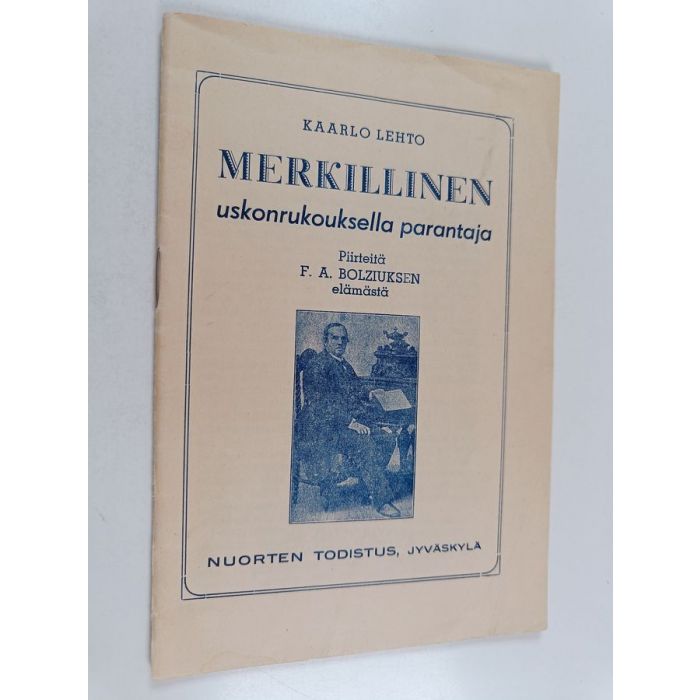 KAARLO LEHTO
MERKILLINEN
uskonrukouksella parantaja
Piirteitä
F. A. BOLZIUKSEN
elämästä
NUORTEN TODISTUS, JYVÄSKYLÄ